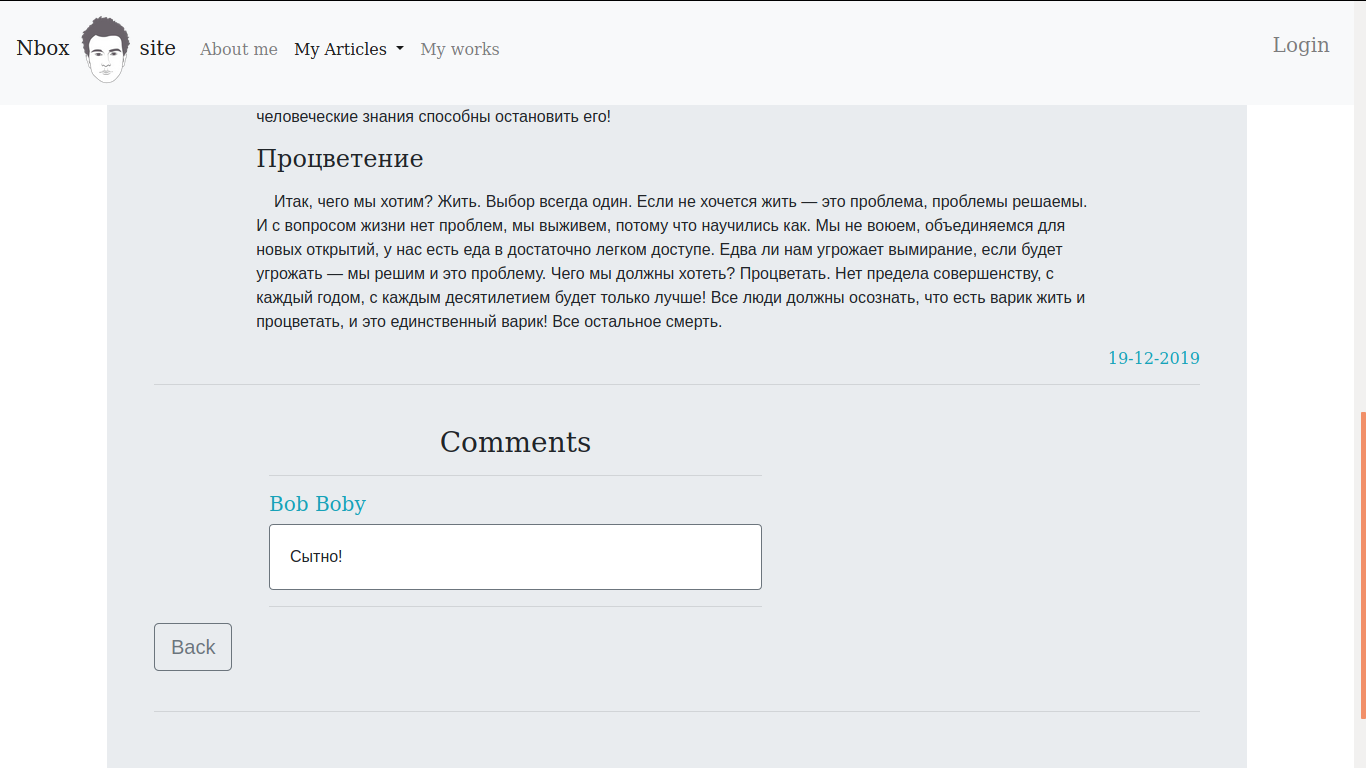 Nbox site About me My Articles My works Login
человеческие знания способны остановить его!
Процветение
Итак, чего мы хотим? Жить. Выбор всегда один. Если не хочется жить — это проблема, проблемы решаемы.
И с вопросом жизни нет проблем, мы выживем, потому что научились как. Мы не воюем, объединяемся для
новых открытий, у нас есть еда в достаточно легком доступе. Едва ли нам угрожает вымирание, если будет
угрожать — мы решим и это проблему. Чего мы должны хотеть? Процветать. Нет предела совершенству, с
каждый годом, с каждым десятилетием будет только лучше! Все люди должны осознать, что есть варик жить и
процветать, и это единственный варик! Все остальное смерть.
19-12-2019
Comments
Bob Boby
Сытно!
Back